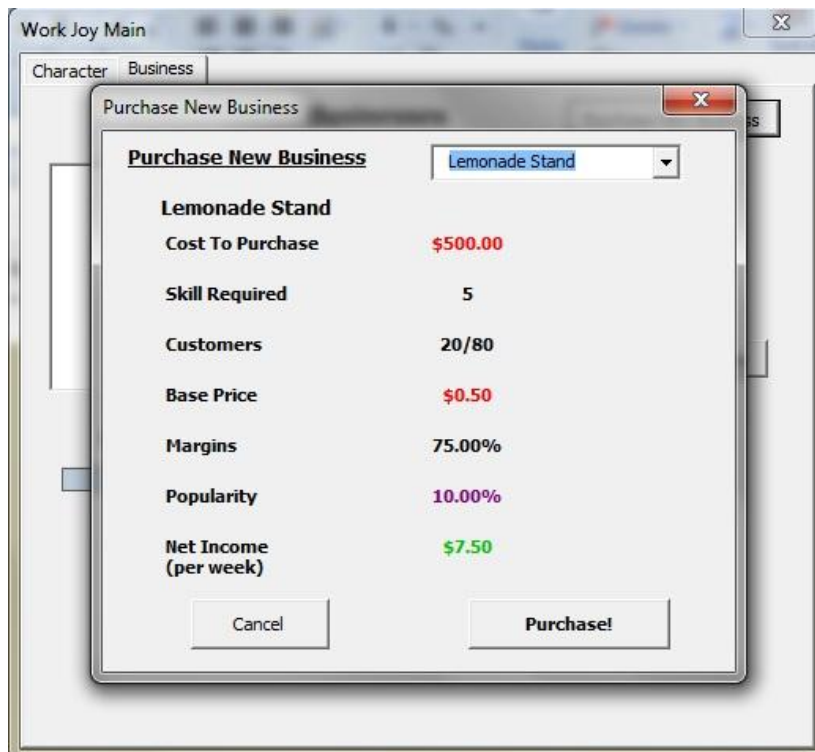 Work Joy Main
Character Business
Purchase New Business
Purchase New Business Lemonade Stand
Lemonade Stand
Cost To Purchase $500.00
Skill Required 5
Customers 20/80
Base Price $0.50
Margins 75.00%
Popularity 10.00%
Net Income $7.50
(per week)
Cancel Purchase!